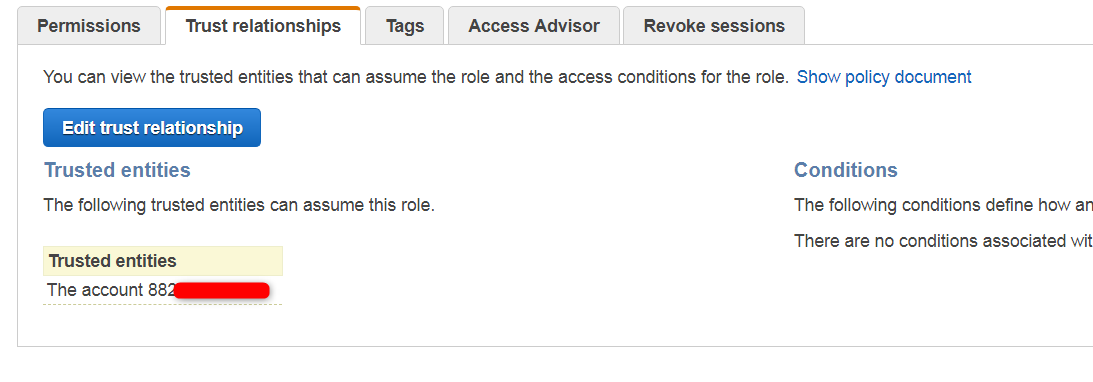 Permissions
Trust relationships
Tags
Access Advisor
Revoke sessions
You can view the trusted entities that can assume the role and the access conditions for the role. Show policy document
Edit trust relationship
Trusted entities
The following trusted entities can assume this role.
Trusted entities
The account 882
Conditions
The following conditions define how an
There are no conditions associated wit